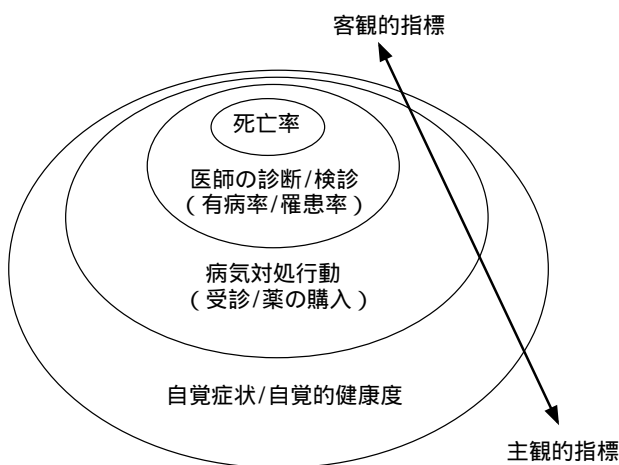 客観的指標
死亡率
医師の診断/検診
(有病率/罹患率)
病気対処行動
(受診/薬の購入)
自覚症状/自覚的健康度
主観的指標